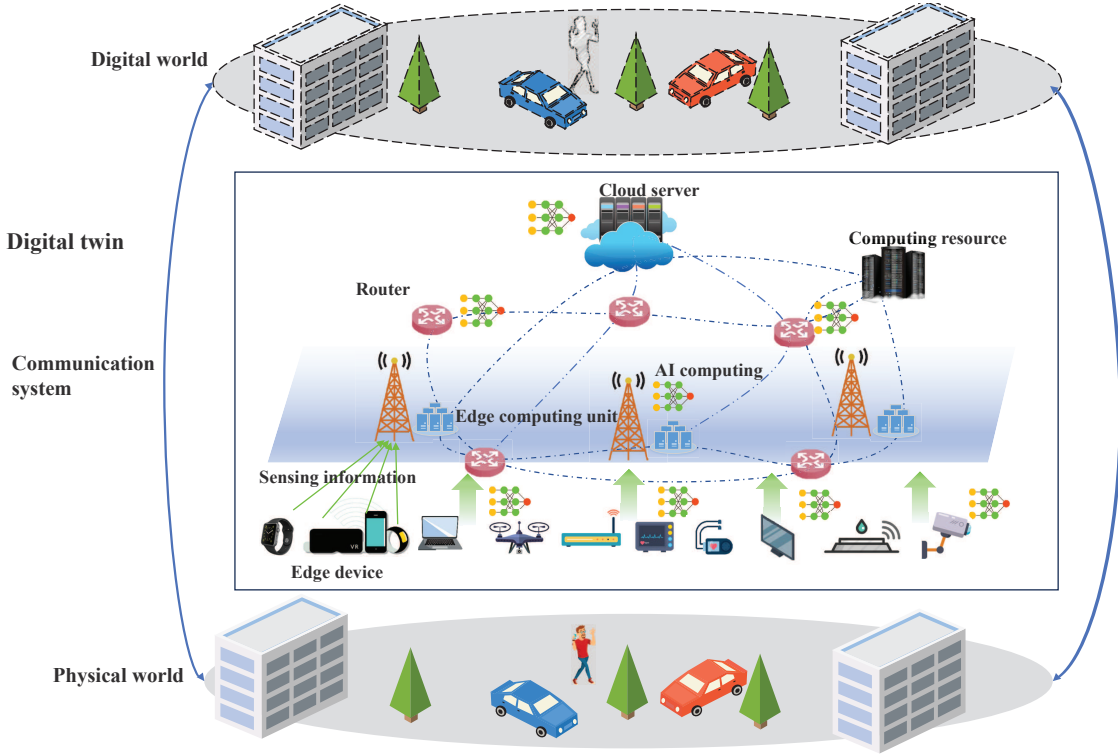 Digital world
Cloud server
Digital twin
Computing resource
Router
Communication
system
AI computing
Edge computing unit
Sensing information
VR
Edge device
Physical world